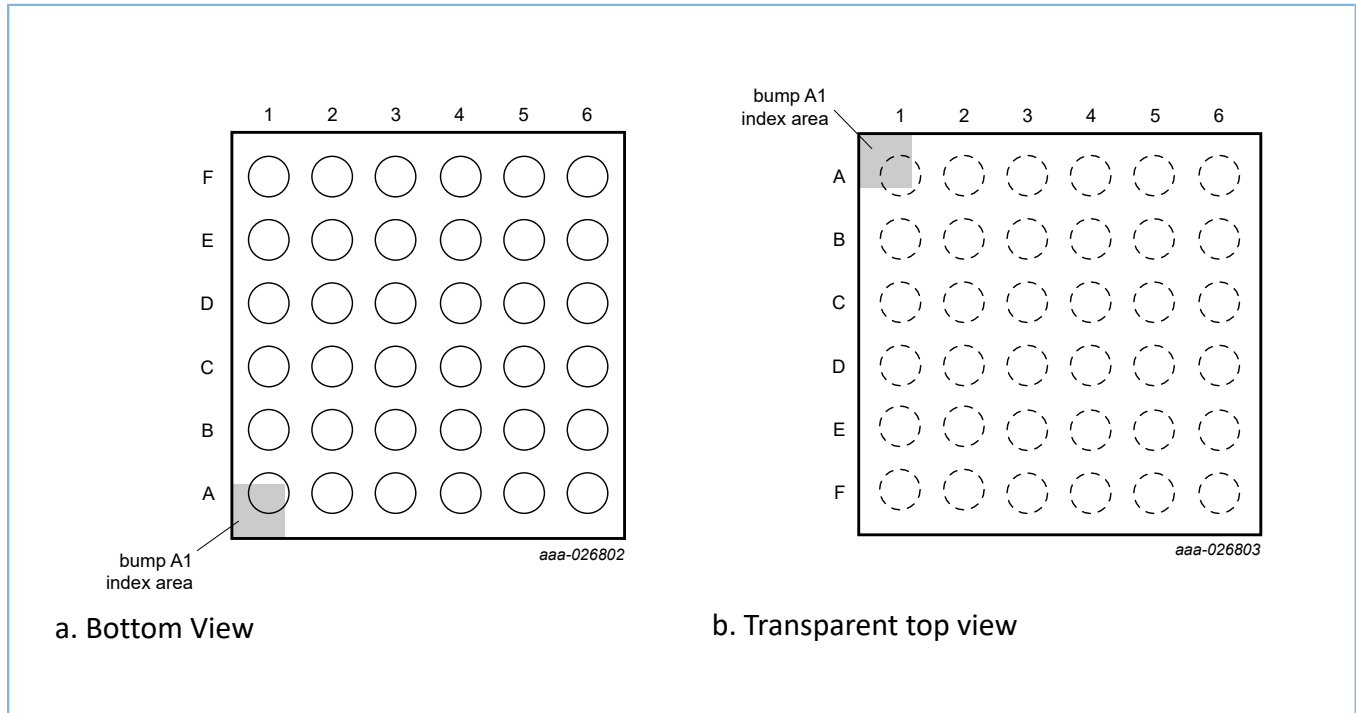 1 2 3 4 5 6
F
E
D
C
B
A
bump A1
index area
aaa-026802
a. Bottom View
bump A1
index area
1 2 3 4 5 6
A
B
C
D
E
F
aaa-026803
b. Transparent top view